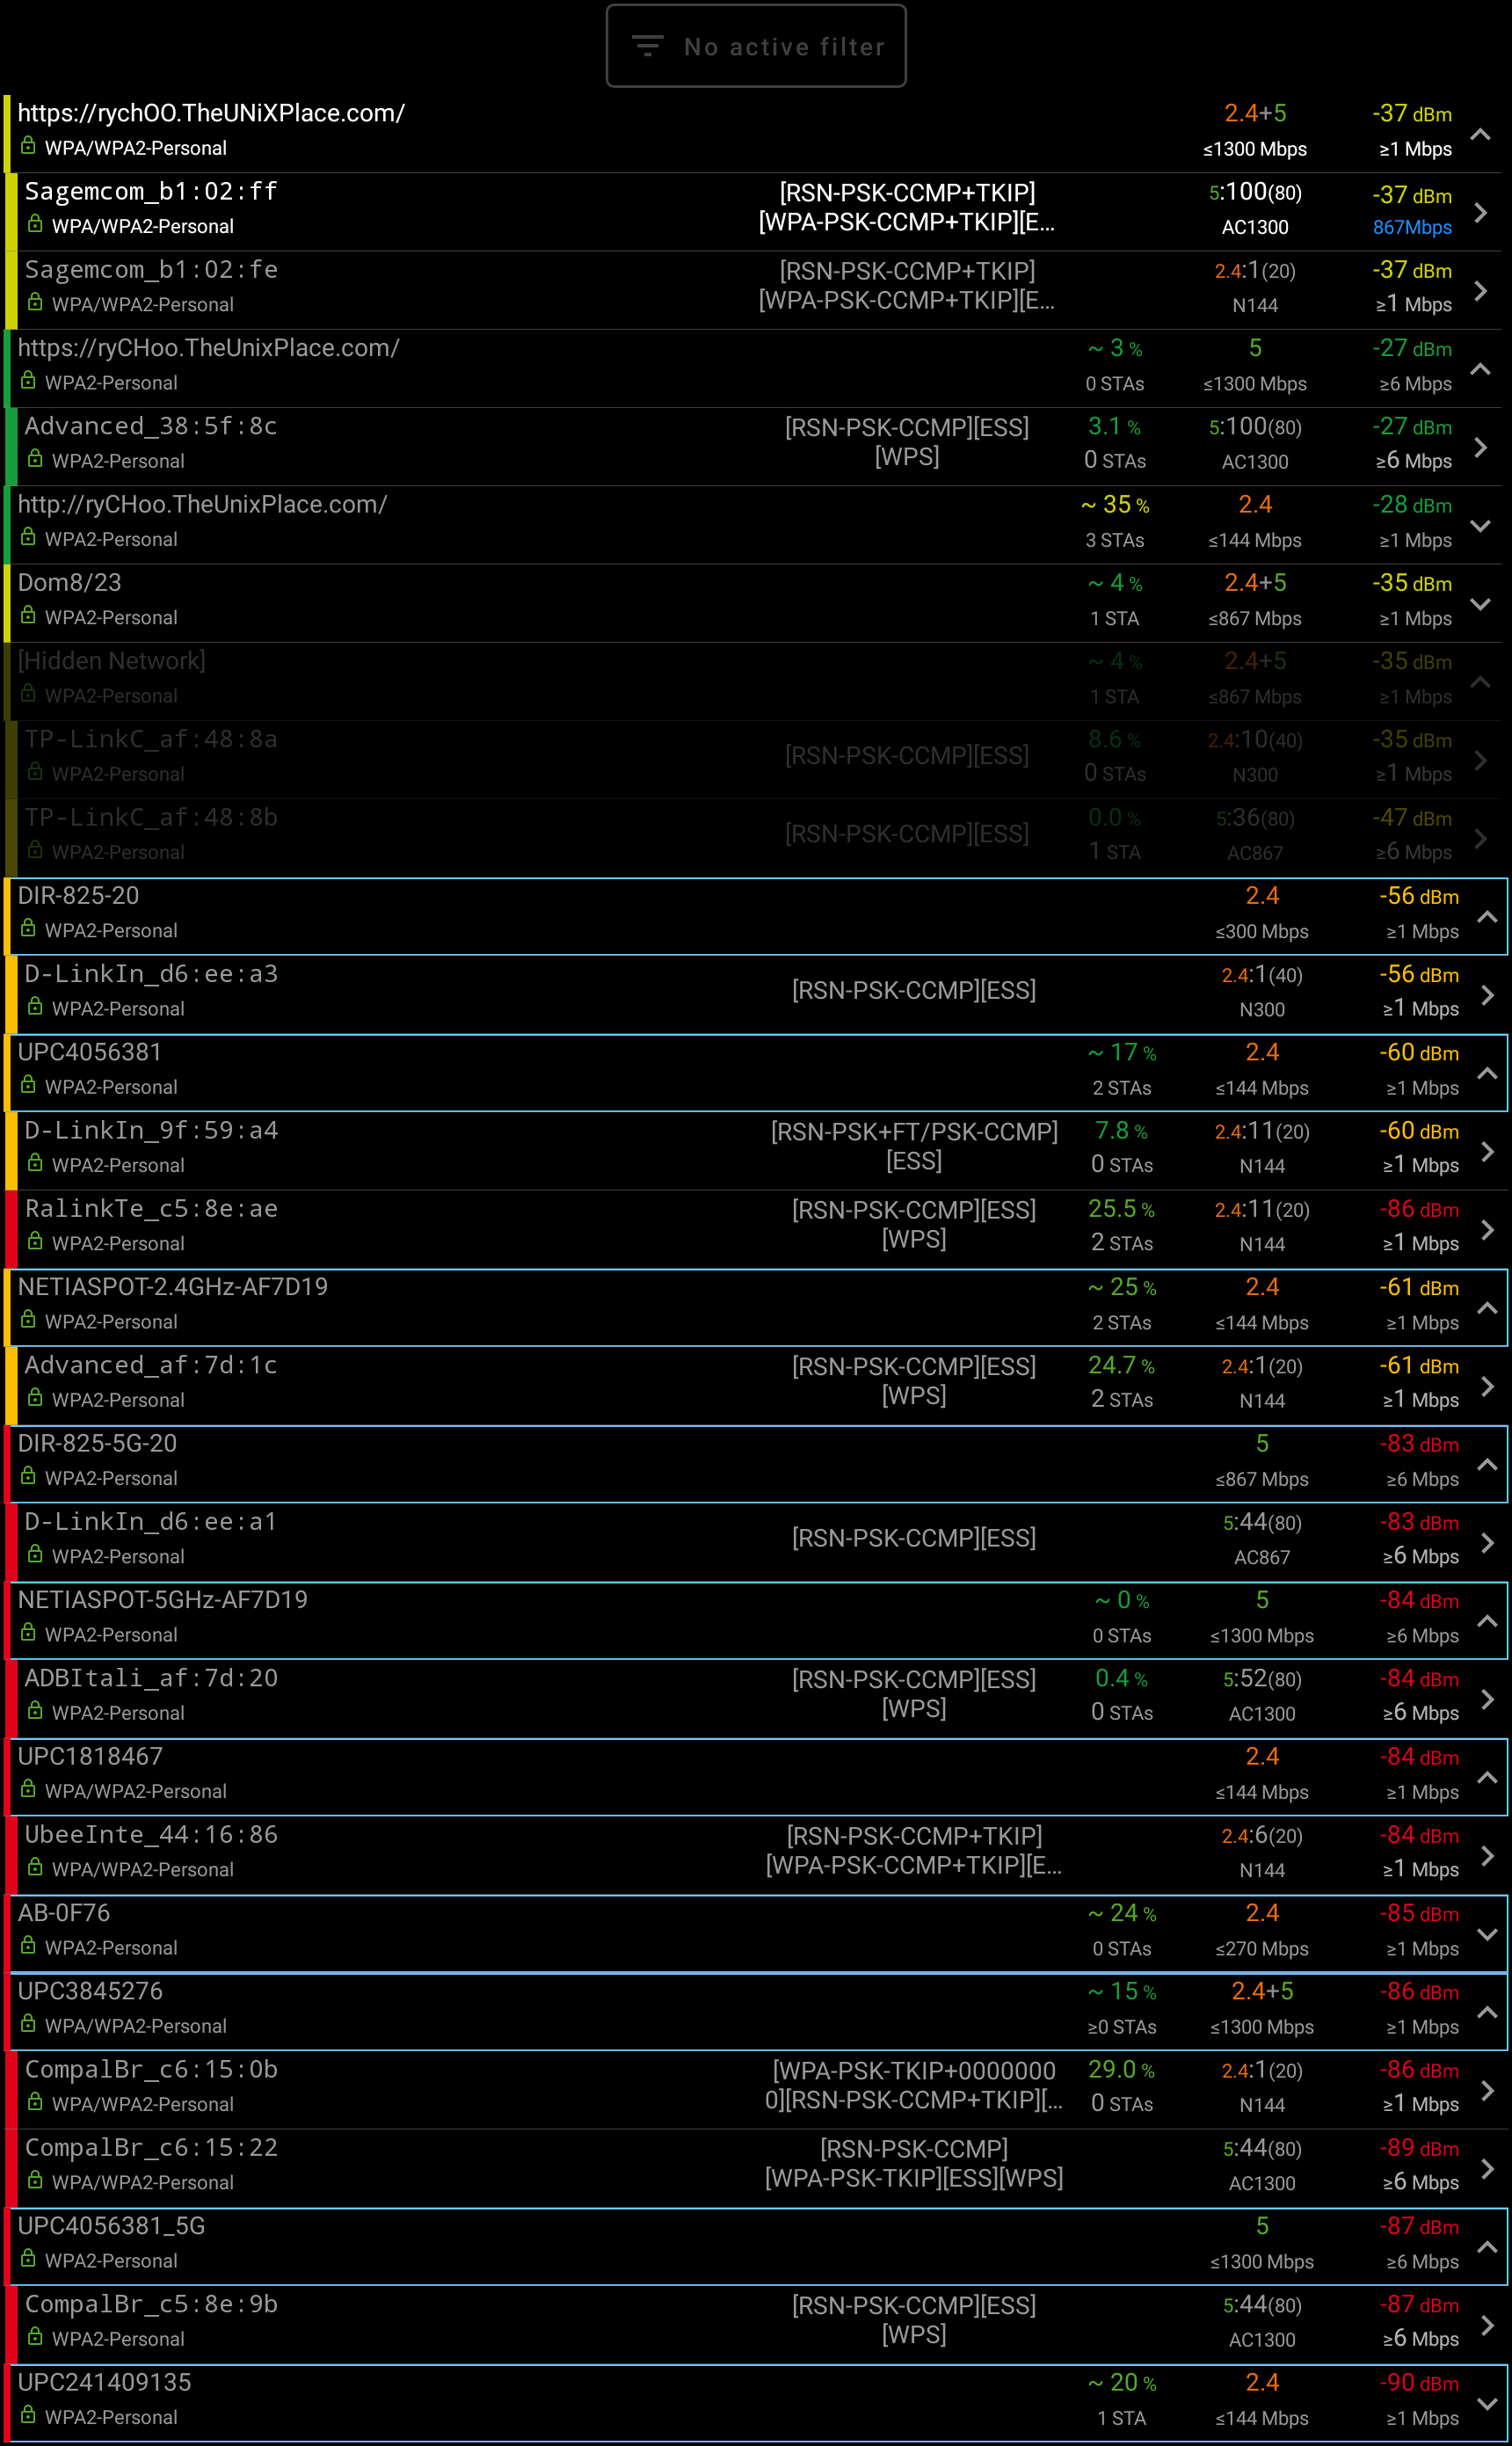 No active filter
https://rychOO.TheUNiXPlace.com/ 2.4+5 -37 dBm
WPA/WPA2-Personal ≤1300 Mbps ≥1 Mbps
Sagemcom_b1:02:ff [RSN-PSK-CCMP+TKIP] 5:100(80) -37 dBm
WPA/WPA2-Personal [WPA-PSK-CCMP+TKIP][E... AC1300 867Mbps
Sagemcom_b1:02:fe [RSN-PSK-CCMP+TKIP] 2.4:1(20) -37 dBm
WPA/WPA2-Personal [WPA-PSK-CCMP+TKIP][E... N144 ≥1 Mbps
https://ryCHoo.TheUnixPlace.com/ ~ 3 % 5 -27 dBm
WPA2-Personal 0 STAs ≤1300 Mbps ≥6 Mbps
Advanced_38:5f:8c [RSN-PSK-CCMP][ESS] 3.1 % 5:100(80) -27 dBm
WPA2-Personal [WPS] 0 STAs AC1300 ≥6 Mbps
http://ryCHoo.TheUnixPlace.com/ ~ 35 % 2.4 -28 dBm
WPA2-Personal 3 STAs ≤144 Mbps ≥1 Mbps
Dom8/23 ~ 4 % 2.4+5 -35 dBm
WPA2-Personal 1 STA ≤867 Mbps ≥1 Mbps
[Hidden Network] ~ 4 % 2.4+5 -35 dBm
WPA2-Personal 1 STA ≤867 Mbps ≥1 Mbps
TP-LinkC_af:48:8a [RSN-PSK-CCMP][ESS] 8.6 % 2.4:10(40) -35 dBm
WPA2-Personal 0 STAs N300 ≥1 Mbps
TP-LinkC_af:48:8b [RSN-PSK-CCMP][ESS] 0.0 % 5:36(80) -47 dBm
WPA2-Personal 1 STA AC867 ≥6 Mbps
DIR-825-20 2.4 -56 dBm
WPA2-Personal ≤300 Mbps ≥1 Mbps
D-LinkIn_d6:ee:a3 [RSN-PSK-CCMP][ESS] 2.4:1(40) -56 dBm
WPA2-Personal N300 ≥1 Mbps
UPC4056381 ~ 17 % 2.4 -60 dBm
WPA2-Personal 2 STAs ≤144 Mbps ≥1 Mbps
D-LinkIn_9f:59:a4 [RSN-PSK+FT/PSK-CCMP] 7.8 % 2.4:11(20) -60 dBm
WPA2-Personal [ESS] 0 STAs N144 ≥1 Mbps
RalinkTe_c5:8e:ae [RSN-PSK-CCMP][ESS] 25.5 % 2.4:11(20) -86 dBm
WPA2-Personal [WPS] 2 STAs N144 ≥1 Mbps
NETIASPOT-2.4GHz-AF7D19 ~ 25 % 2.4 -61 dBm
WPA2-Personal 2 STAs ≤144 Mbps ≥1 Mbps
Advanced_af:7d:1c [RSN-PSK-CCMP][ESS] 24.7 % 2.4:1(20) -61 dBm
WPA2-Personal [WPS] 2 STAs N144 ≥1 Mbps
DIR-825-5G-20 5 -83 dBm
WPA2-Personal ≤867 Mbps ≥6 Mbps
D-LinkIn_d6:ee:a1 [RSN-PSK-CCMP][ESS] 5:44(80) -83 dBm
WPA2-Personal AC867 ≥6 Mbps
NETIASPOT-5GHz-AF7D19 ~ 0 % 5 -84 dBm
WPA2-Personal 0 STAs ≤1300 Mbps ≥6 Mbps
ADBItali_af:7d:20 [RSN-PSK-CCMP][ESS] 0.4 % 5:52(80) -84 dBm
WPA2-Personal [WPS] 0 STAs AC1300 ≥6 Mbps
UPC1818467 2.4 -84 dBm
WPA/WPA2-Personal ≤144 Mbps ≥1 Mbps
UbeeInte_44:16:86 [RSN-PSK-CCMP+TKIP] 2.4:6(20) -84 dBm
WPA/WPA2-Personal [WPA-PSK-CCMP+TKIP][E... N144 ≥1 Mbps
AB-0F76 ~ 24 % 2.4 -85 dBm
WPA2-Personal 0 STAs ≤270 Mbps ≥1 Mbps
UPC3845276 ~ 15 % 2.4+5 -86 dBm
WPA/WPA2-Personal ≥0 STAs ≤1300 Mbps ≥1 Mbps
CompalBr_c6:15:0b [WPA-PSK-TKIP+0000000 29.0 % 2.4:1(20) -86 dBm
WPA/WPA2-Personal 0][RSN-PSK-CCMP+TKIP][... 0 STAs N144 ≥1 Mbps
CompalBr_c6:15:22 [RSN-PSK-CCMP] 5:44(80) -89 dBm
WPA/WPA2-Personal [WPA-PSK-TKIP][ESS][WPS] AC1300 ≥6 Mbps
UPC4056381_5G 5 -87 dBm
WPA2-Personal ≤1300 Mbps ≥6 Mbps
CompalBr_c5:8e:9b [RSN-PSK-CCMP][ESS] 5:44(80) -87 dBm
WPA2-Personal [WPS] AC1300 ≥6 Mbps
UPC241409135 ~ 20 % 2.4 -90 dBm
WPA2-Personal 1 STA ≤144 Mbps ≥1 Mbps